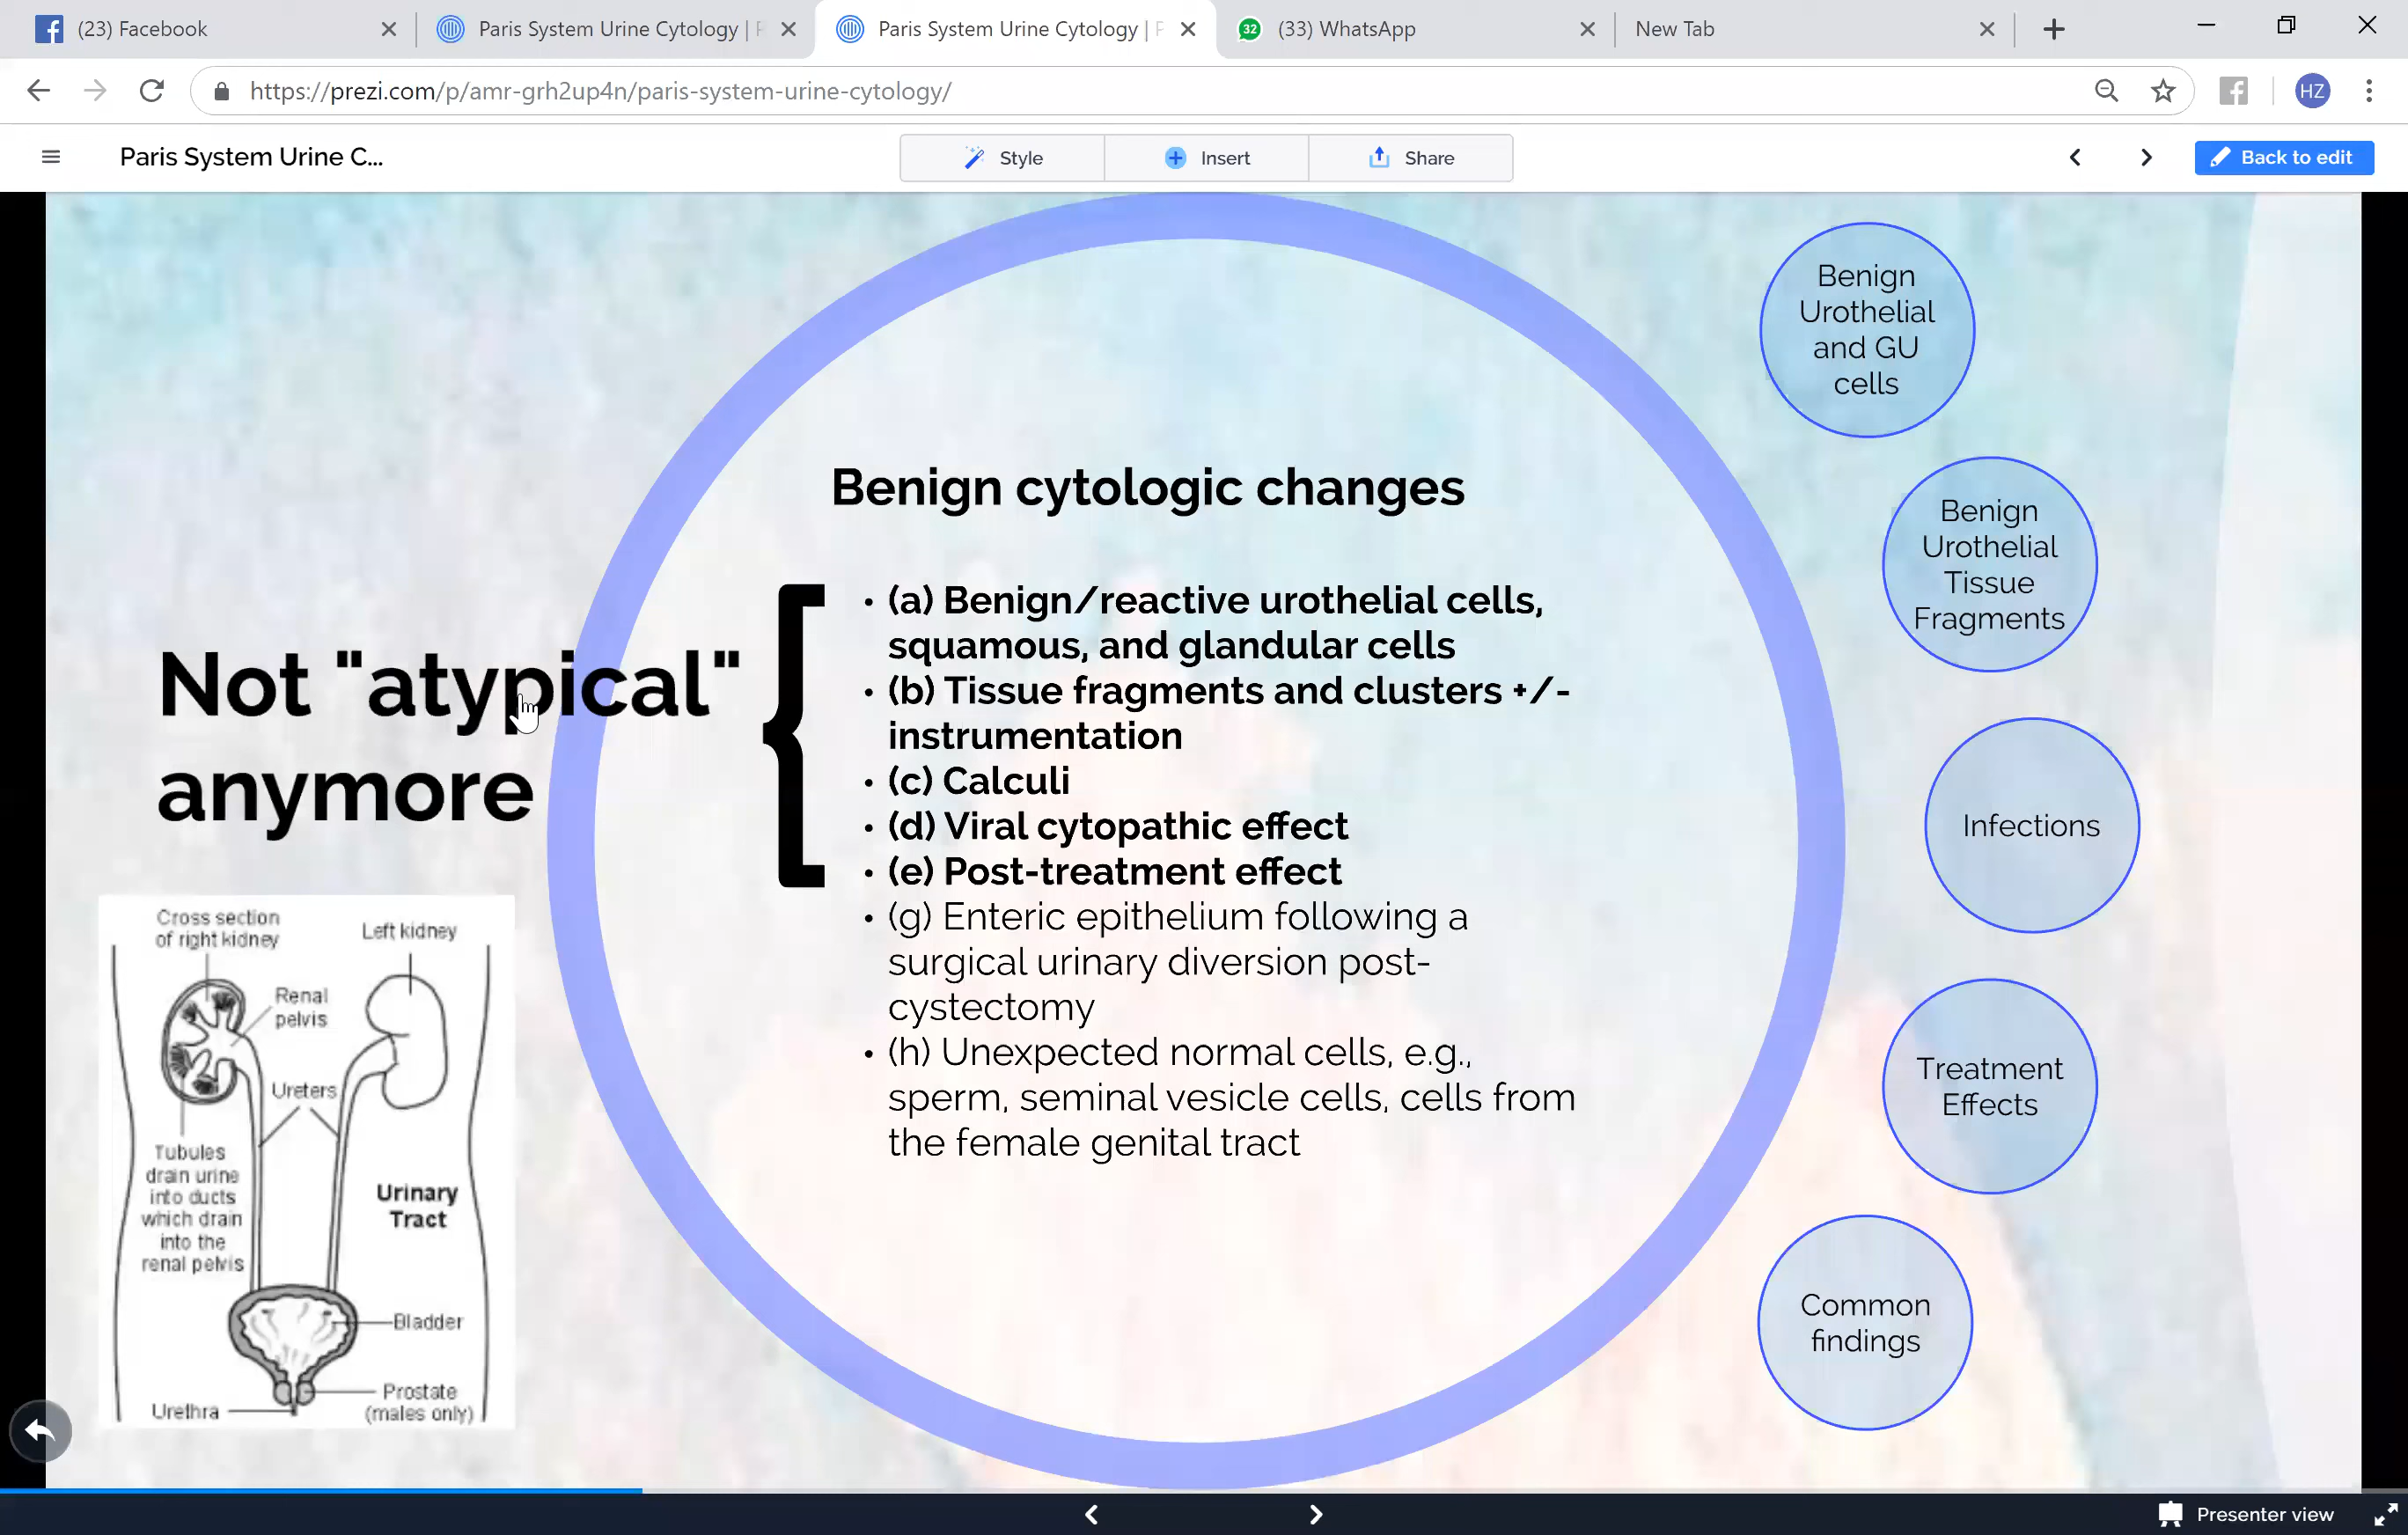 (23) Facebook
Paris System Urine Cytology |
Paris System Urine Cytology |
32
(33) WhatsApp
New Tab
https://prezi.com/p/amr-grh2up4n/paris-system-urine-cytology/
HZ
Paris System Urine C...
Style
Insert
Share
Back to edit
Not "atypical"
anymore
Benign cytologic changes
• (a) Benign/reactive urothelial cells,
squamous, and glandular cells
• (b) Tissue fragments and clusters +/-
instrumentation
• (c) Calculi
• (d) Viral cytopathic effect
• (e) Post-treatment effect
• (g) Enteric epithelium following a
surgical urinary diversion post-
cystectomy
• (h) Unexpected normal cells, e.g.,
sperm, seminal vesicle cells, cells from
the female genital tract
Benign
Urothelial
and GU
cells
Benign
Urothelial
Tissue
Fragments
Infections
Treatment
Effects
Common
findings
Cross section
of right kidney
Left kidney
Renal
pelvis
Ureters
Tubules
drain urine
into ducts
which drain
into the
renal pelvis
Urinary
Tract
Bladder
Prostate
(males only)
Urethra
Presenter view